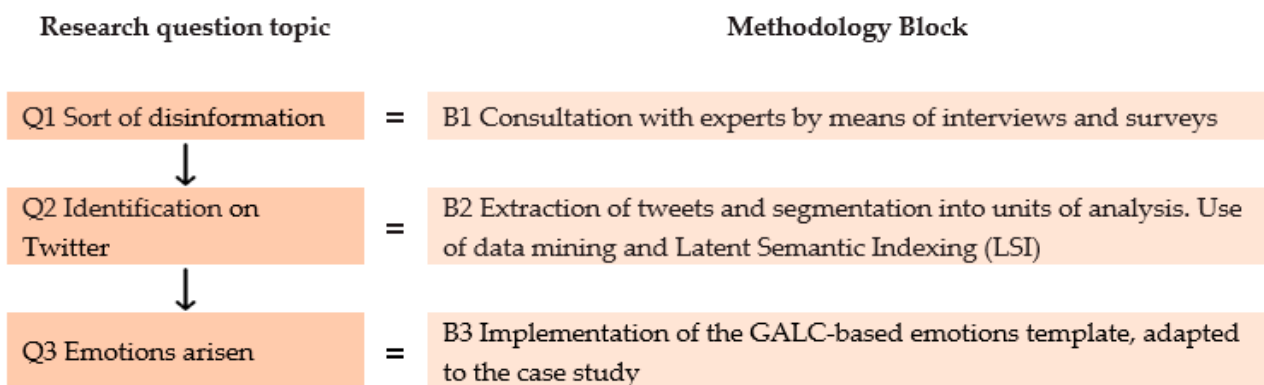 Research question topic
Methodology Block
Q1 Sort of disinformation
=
B1 Consultation with experts by means of interviews and surveys
Q2 Identification on
Twitter
=
B2 Extraction of tweets and segmentation into units of analysis. Use
of data mining and Latent Semantic Indexing (LSI)
Q3 Emotions arisen
=
B3 Implementation of the GALC-based emotions template, adapted
to the case study